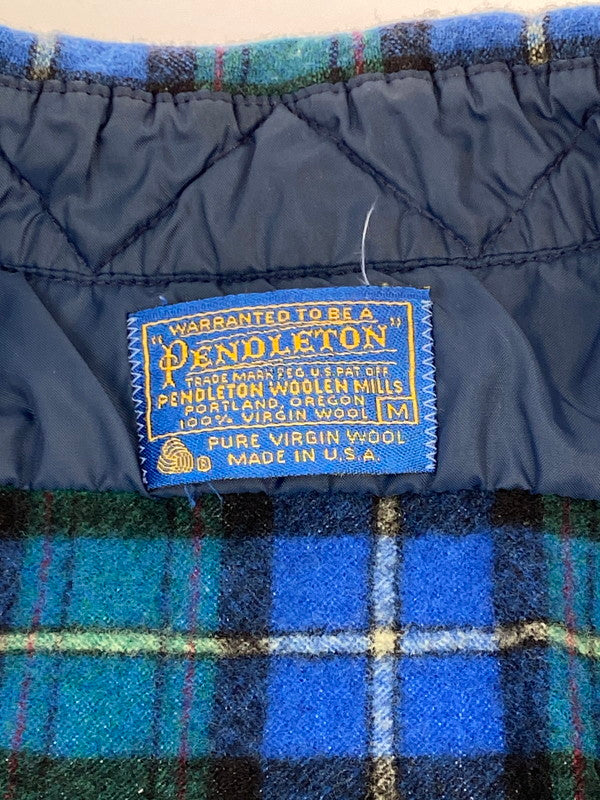 "WARRANTED TO BE A
PENDLETON"
TRADE MARK REG. U.S. PAT. OFF.
PENDLETON WOOLEN MILLS
PORTLAND, OREGON
100% VIRGIN WOOL M
PURE VIRGIN WOOL
MADE IN U.S.A.